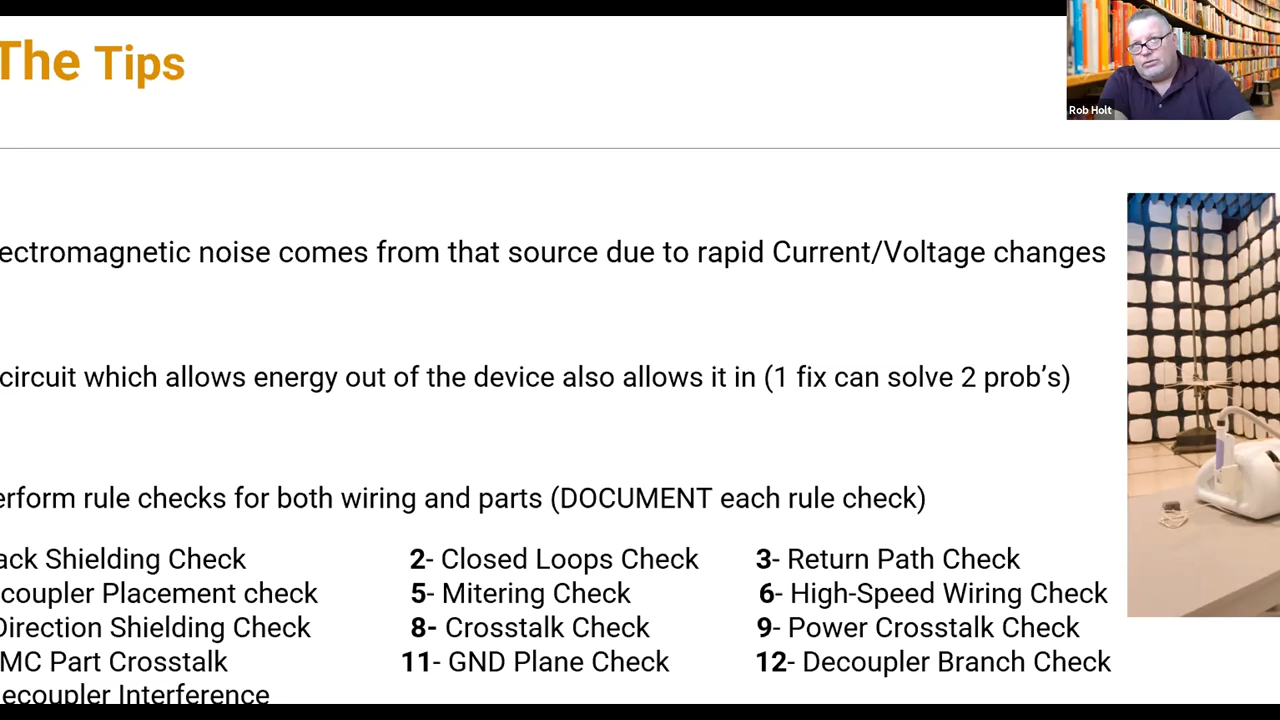 The Tips
Rob Holt
ectromagnetic noise comes from that source due to rapid Current/Voltage changes
circuit which allows energy out of the device also allows it in (1 fix can solve 2 prob's)
erform rule checks for both wiring and parts (DOCUMENT each rule check)
ack Shielding Check 2- Closed Loops Check 3- Return Path Check
coupler Placement check 5- Mitering Check 6- High-Speed Wiring Check
Direction Shielding Check 8- Crosstalk Check 9- Power Crosstalk Check
MC Part Crosstalk 11- GND Plane Check 12- Decoupler Branch Check
ecoupler Interference